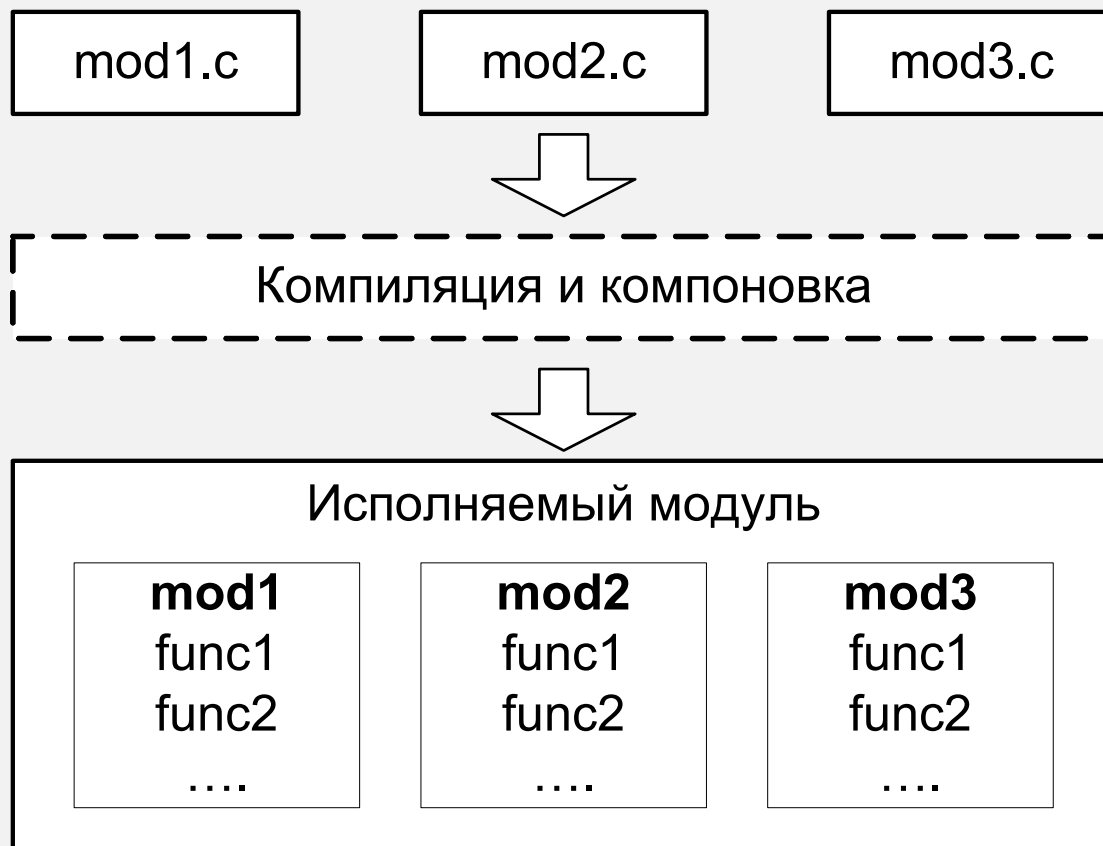 mod1.c mod2.c mod3.c
Компиляция и компоновка
Исполняемый модуль
mod1 mod2 mod3
func1 func1 func1
func2 func2 func2
…. …. ….